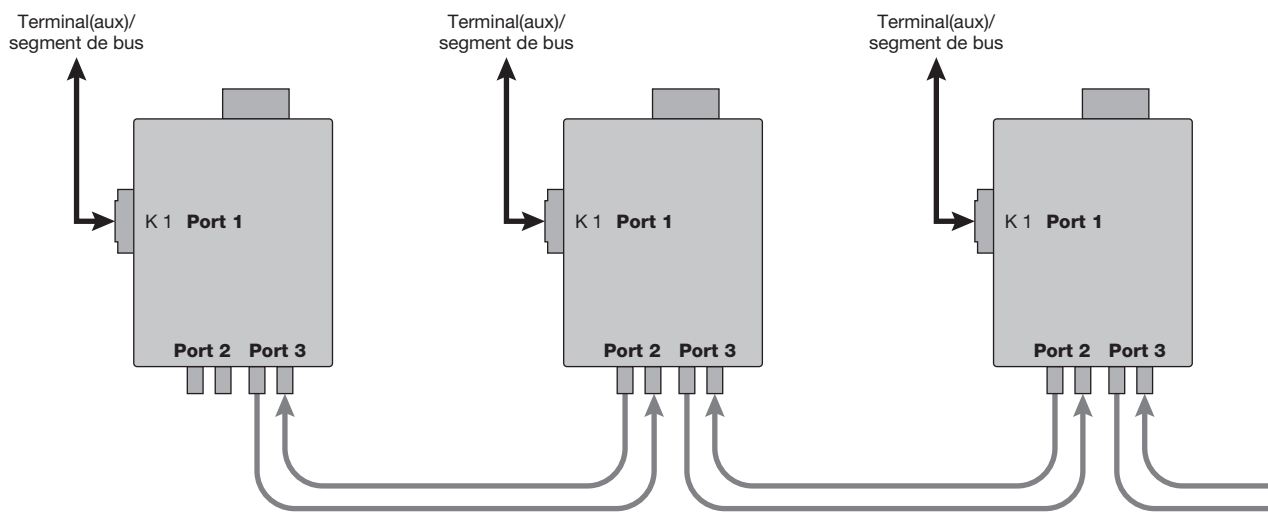 Terminal(aux)/
segment de bus
Terminal(aux)/
segment de bus
Terminal(aux)/
segment de bus
K 1 Port 1
K 1 Port 1
K 1 Port 1
Port 2 Port 3
Port 2 Port 3
Port 2 Port 3